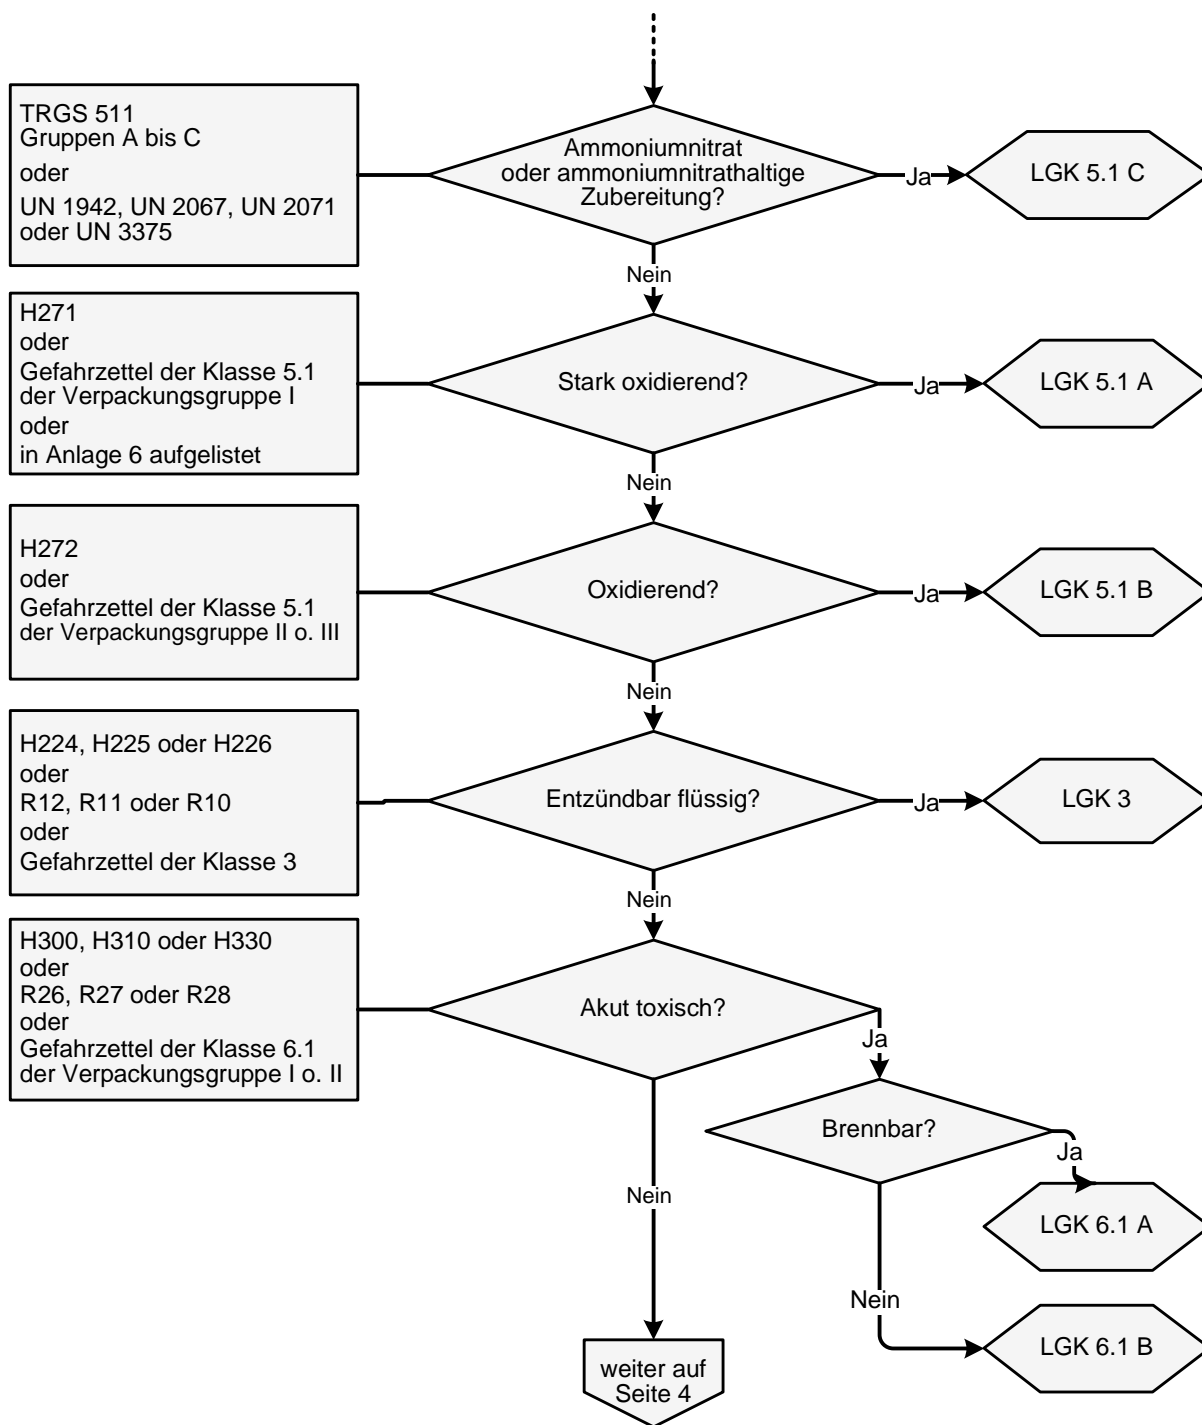 TRGS 511
Gruppen A bis C
oder
UN 1942, UN 2067, UN 2071
oder UN 3375
Ammoniumnitrat
oder ammoniumnitrathaltige
Zubereitung?
Ja
LGK 5.1 C
Nein
H271
oder
Gefahrzettel der Klasse 5.1
der Verpackungsgruppe I
oder
in Anlage 6 aufgelistet
Stark oxidierend?
Ja
LGK 5.1 A
Nein
H272
oder
Gefahrzettel der Klasse 5.1
der Verpackungsgruppe II o. III
Oxidierend?
Ja
LGK 5.1 B
Nein
H224, H225 oder H226
oder
R12, R11 oder R10
oder
Gefahrzettel der Klasse 3
Entzündbar flüssig?
Ja
LGK 3
Nein
H300, H310 oder H330
oder
R26, R27 oder R28
oder
Gefahrzettel der Klasse 6.1
der Verpackungsgruppe I o. II
Akut toxisch?
Ja
Brennbar?
Ja
LGK 6.1 A
Nein
LGK 6.1 B
Nein
weiter auf
Seite 4